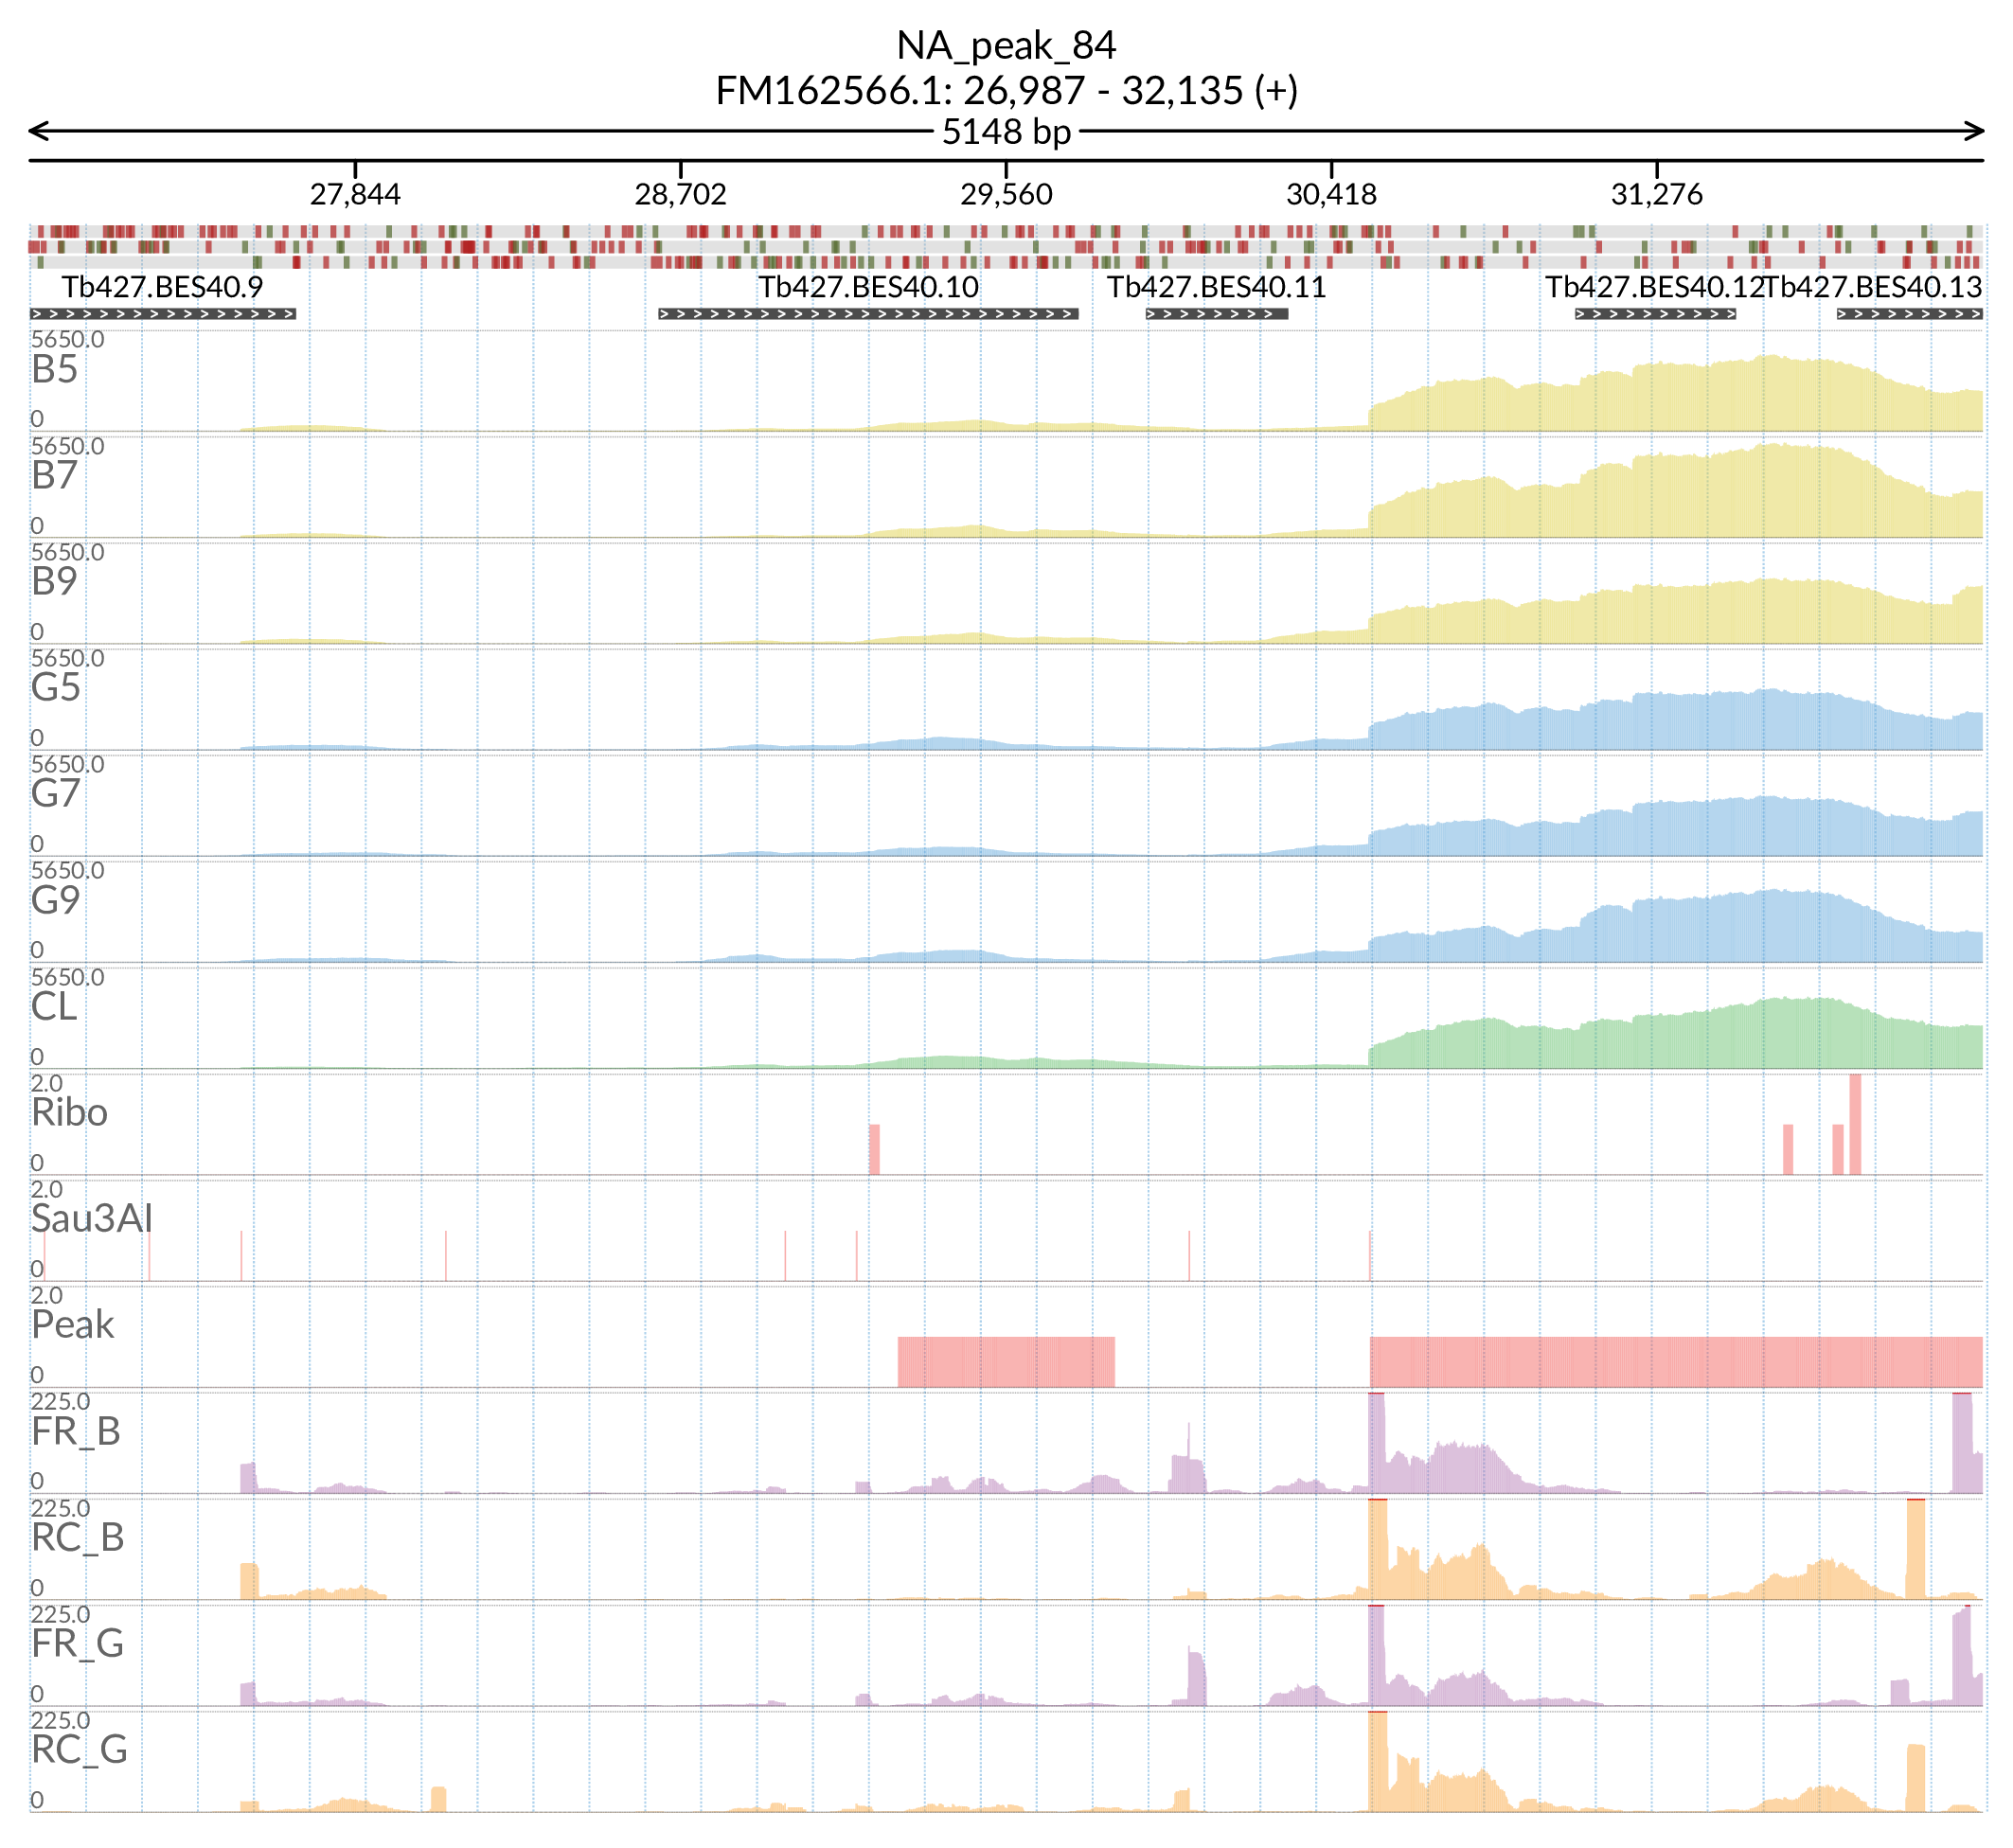 NA_peak_84
FM162566.1: 26,987 - 32,135 (+)
5148 bp
27,844 28,702 29,560 30,418 31,276
Tb427.BES40.9 Tb427.BES40.10 Tb427.BES40.11 Tb427.BES40.12 Tb427.BES40.13
5650.0
B5
0
5650.0
B7
0
5650.0
B9
0
5650.0
G5
0
5650.0
G7
0
5650.0
G9
0
5650.0
CL
0
2.0
Ribo
0
2.0
Sau3AI
0
2.0
Peak
0
225.0
FR_B
0
225.0
RC_B
0
225.0
FR_G
0
225.0
RC_G
0